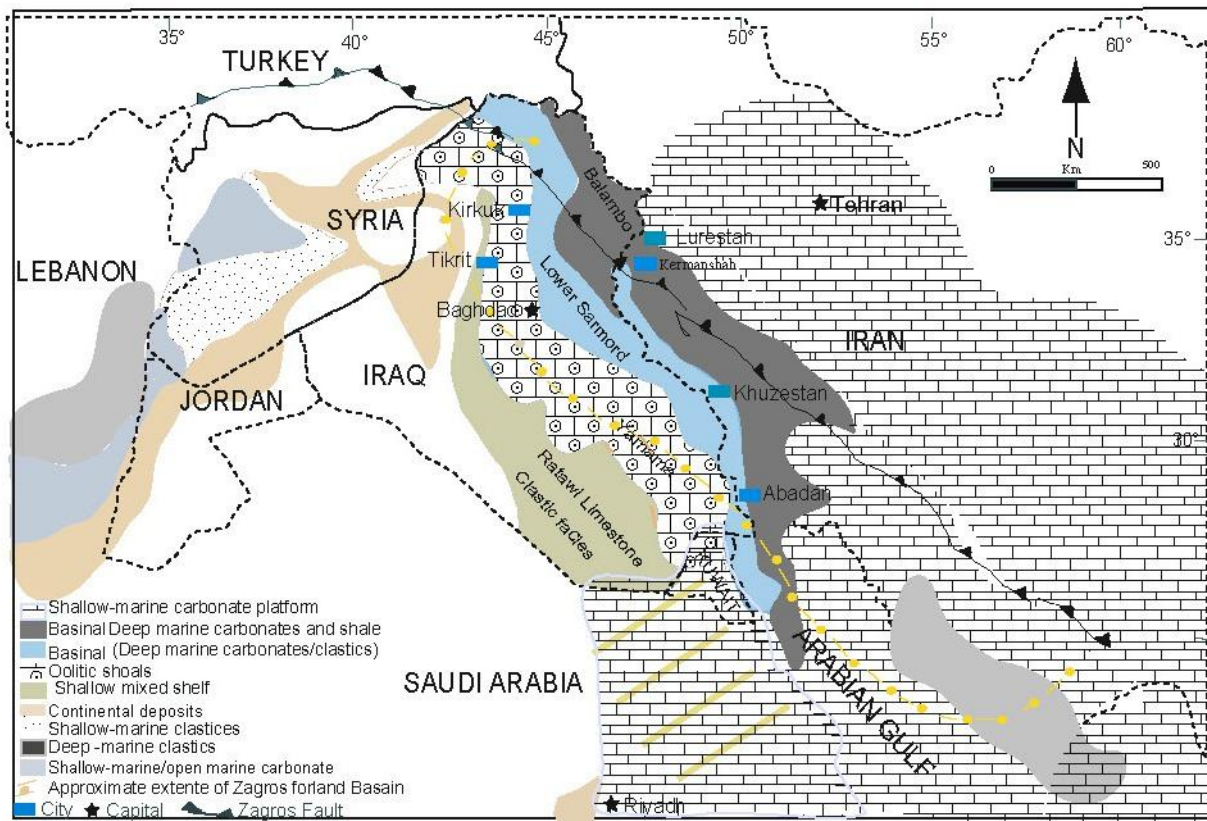 35° 40° 45° 50° 55° 60°
TURKEY
N
0 Km 500
Balambo
Tehran
SYRIA
Kirkuk
Lurestan
35°
LEBANON
Tikrit
Kermanshah
Lower Sarmord
Baghdad
IRAN
IRAQ
JORDAN
Khuzestan
Yamama
30°
Ratawi Limestone
Clastic facies
Abadan
KUWAIT
ARABIAN GULF
SAUDI ARABIA
Riyadh
Shallow-marine carbonate platform
Basinal Deep marine carbonates and shale
Basinal (Deep marine carbonates/clastics)
Oolitic shoals
Shallow mixed shelf
Continental deposits
Shallow-marine clastices
Deep -marine clastics
Shallow-marine/open marine carbonate
Approximate extente of Zagros forland Basain
City Capital Zagros Fault